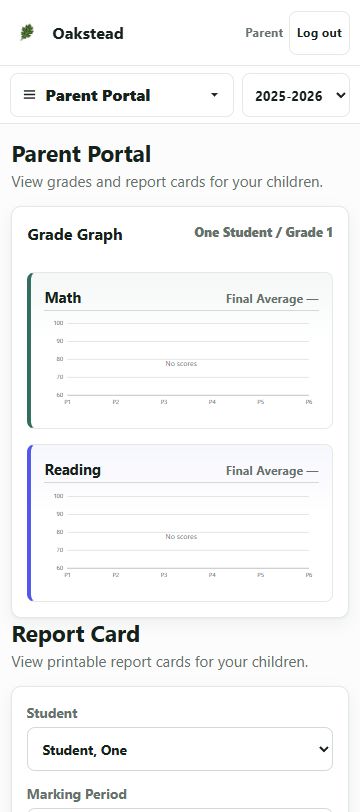 Oakstead
Parent
Log out
Parent Portal
2025-2026
Parent Portal
View grades and report cards for your children.
Grade Graph
One Student / Grade 1
Math
Final Average —
100
90
80
No scores
70
60
P1 P2 P3 P4 P5 P6
Reading
Final Average —
100
90
80
No scores
70
60
P1 P2 P3 P4 P5 P6
Report Card
View printable report cards for your children.
Student
Student, One
Marking Period